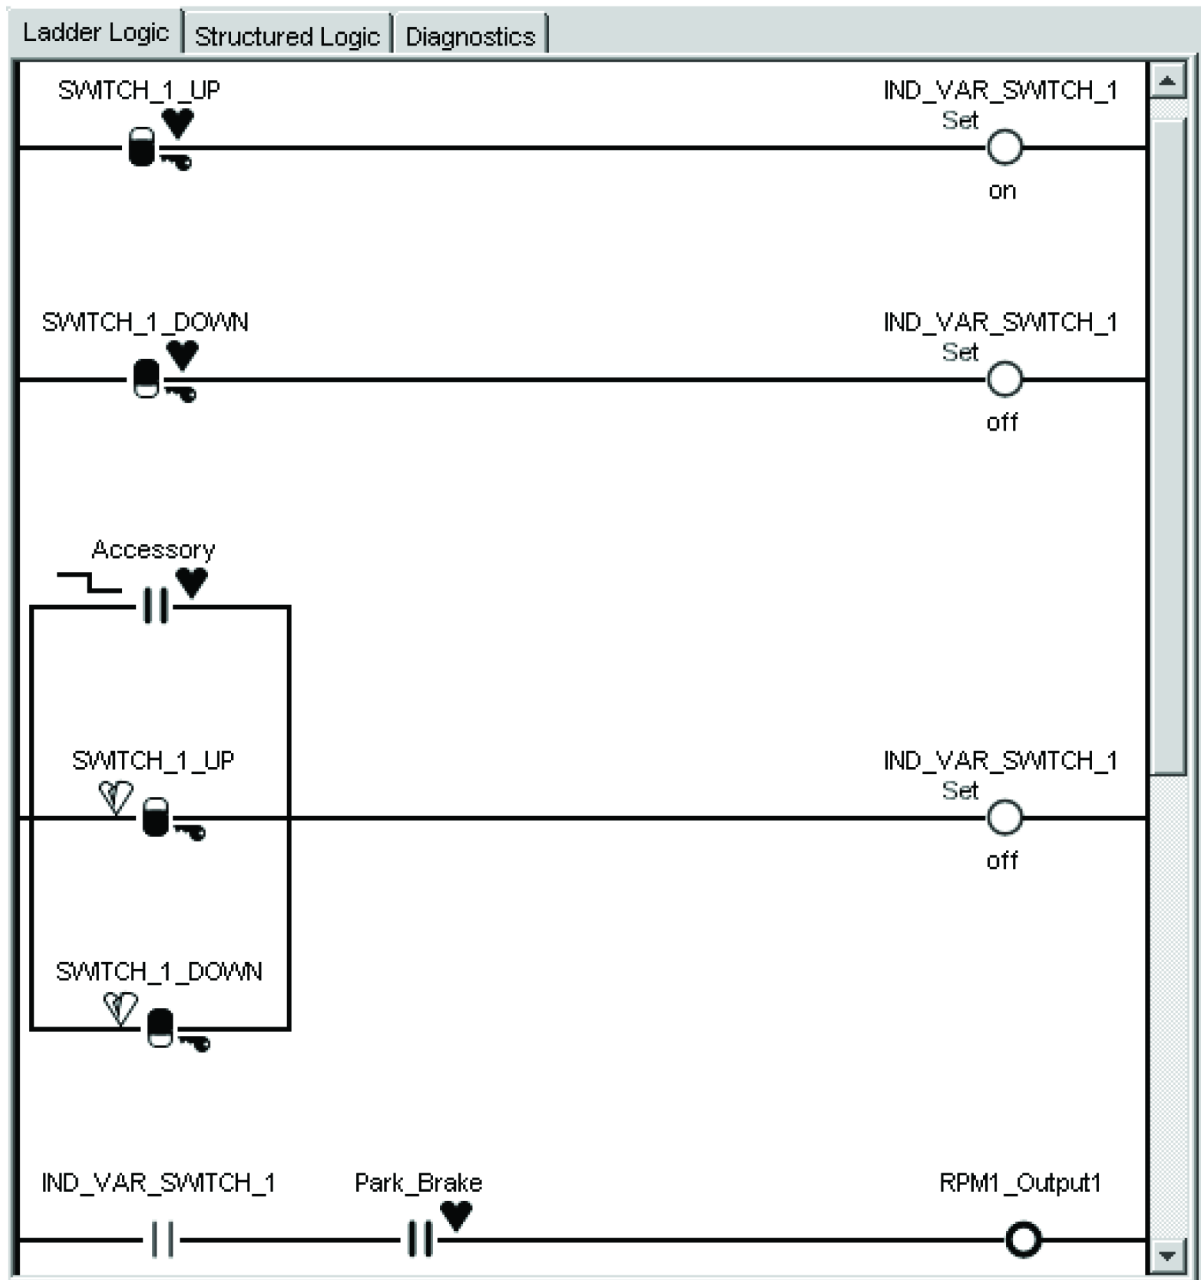 Ladder Logic
Structured Logic
Diagnostics
SWITCH_1_UP
IND_VAR_SWITCH_1
Set
on
SWITCH_1_DOWN
IND_VAR_SWITCH_1
Set
off
Accessory
SWITCH_1_UP
IND_VAR_SWITCH_1
Set
off
SWITCH_1_DOWN
IND_VAR_SWITCH_1
Park_Brake
RPM1_Output1